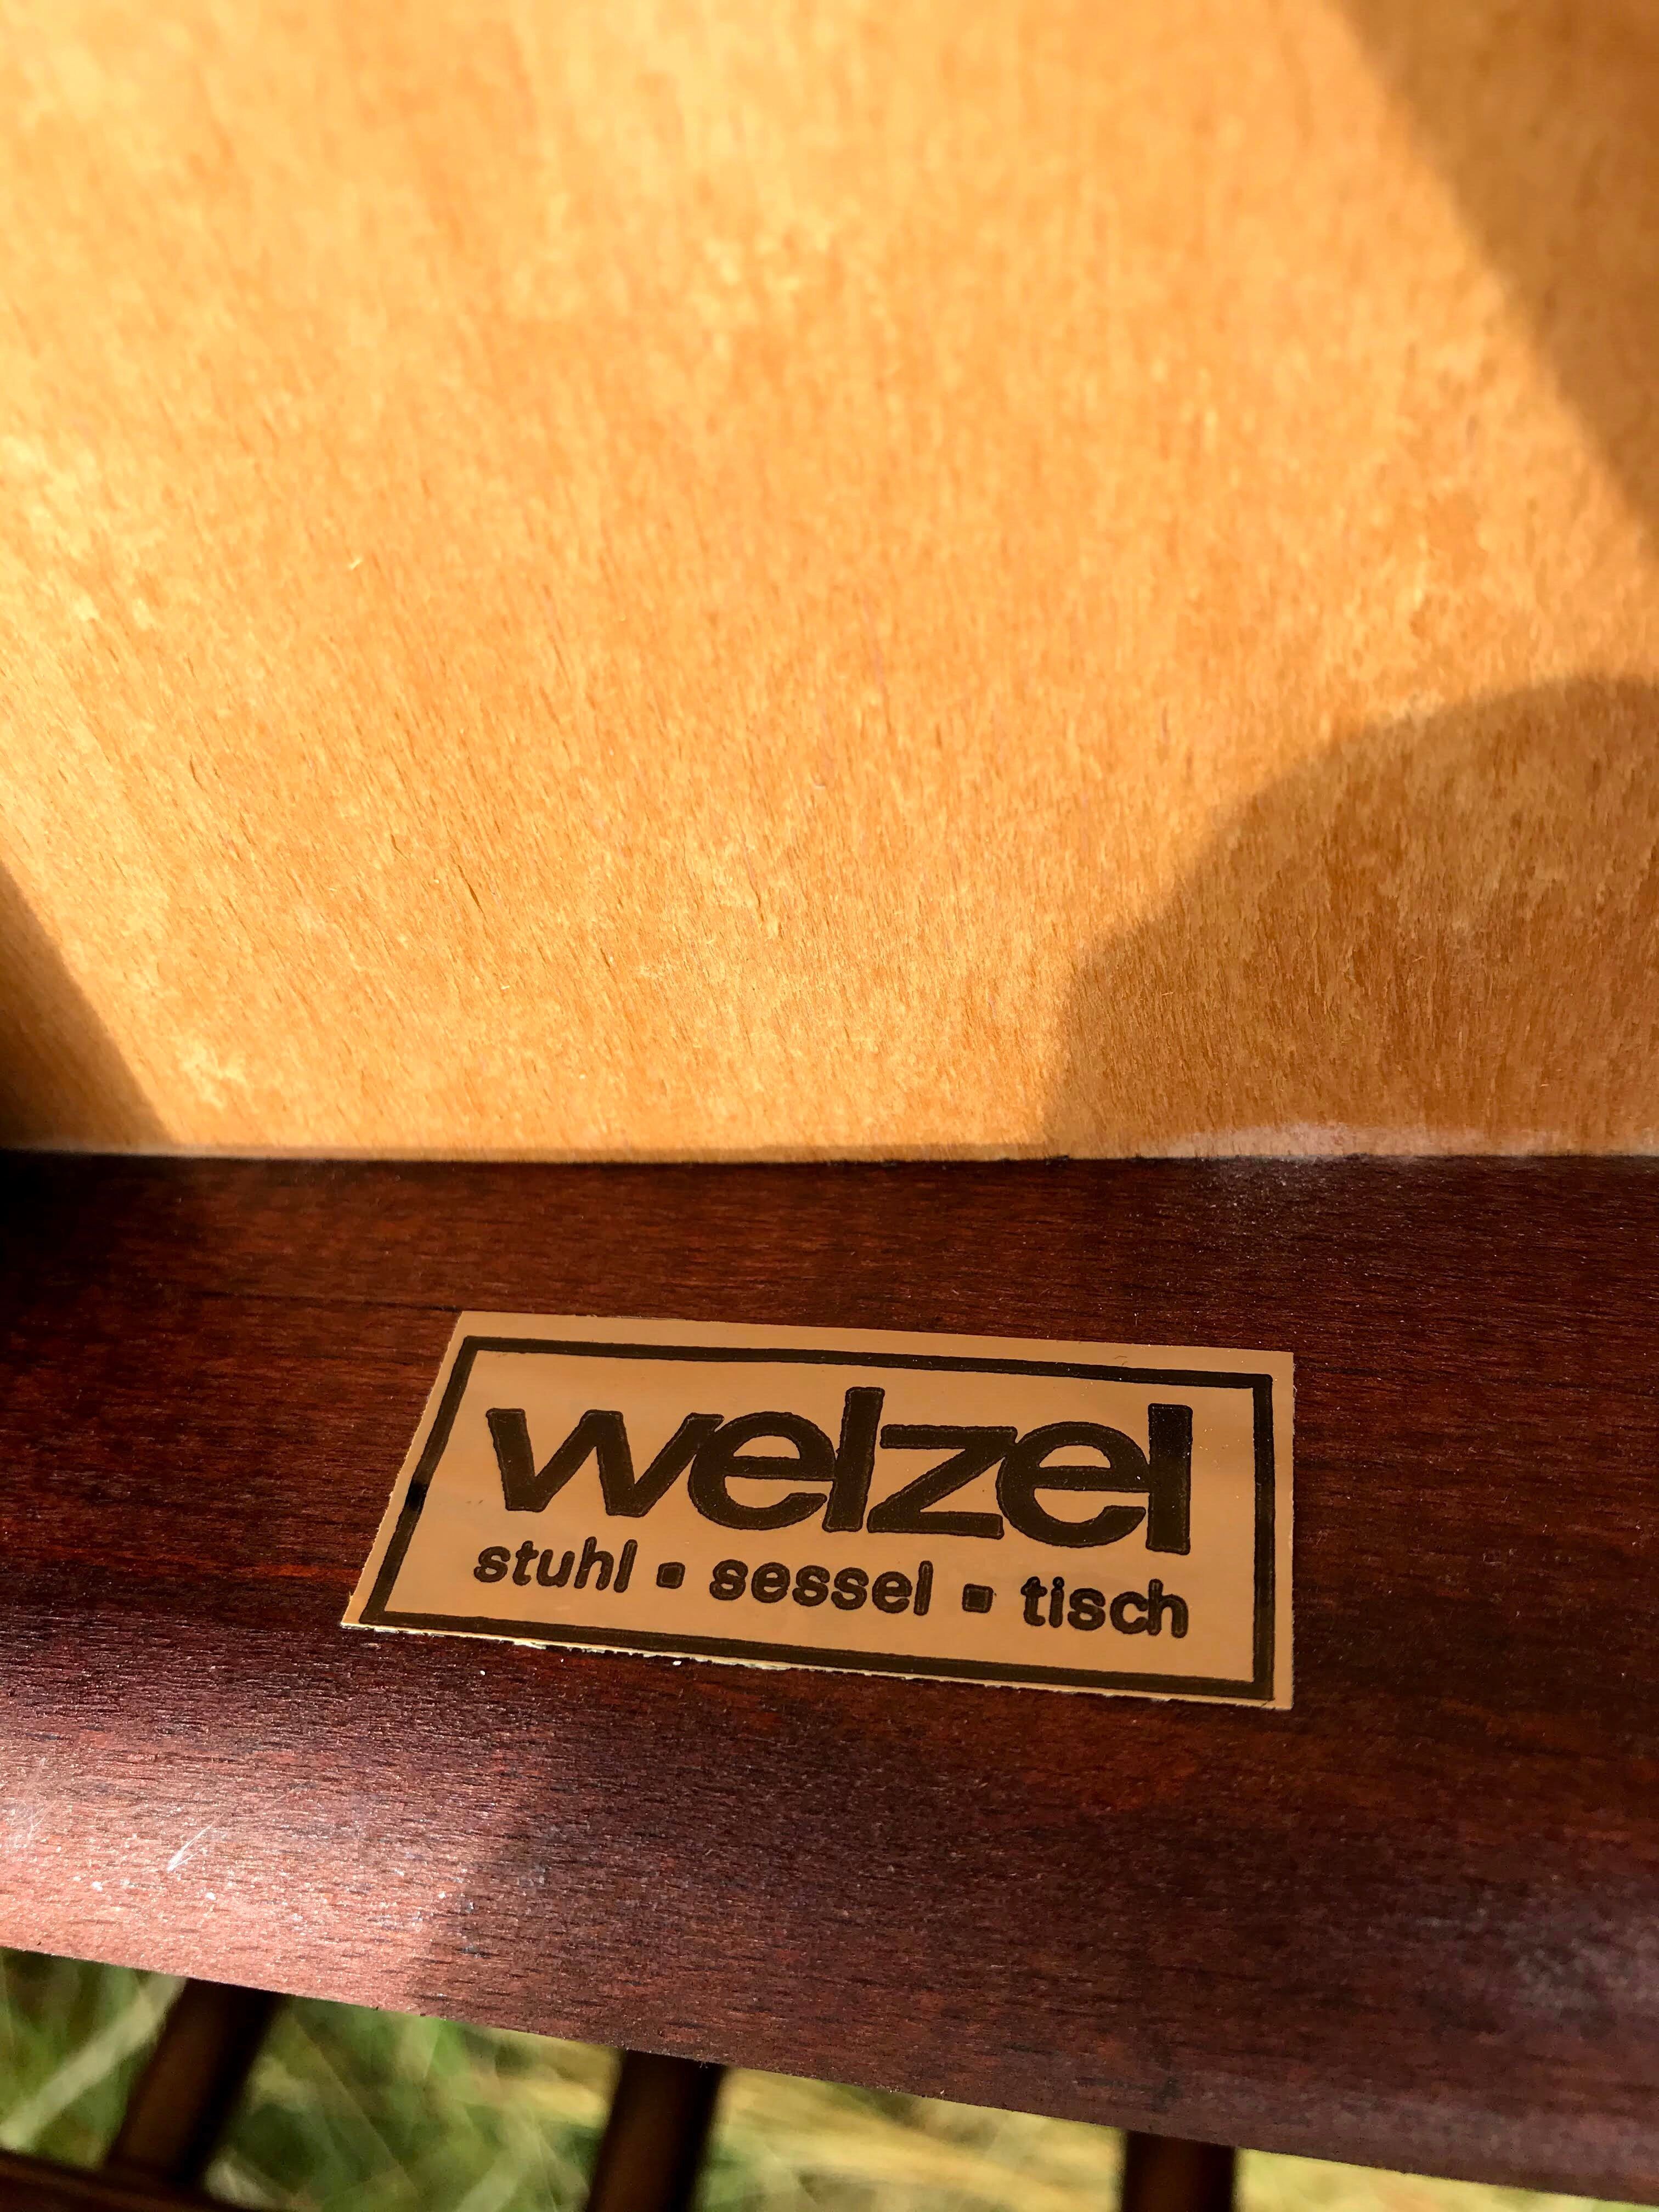 welzel
stuhl ▪ sessel ▪ tisch